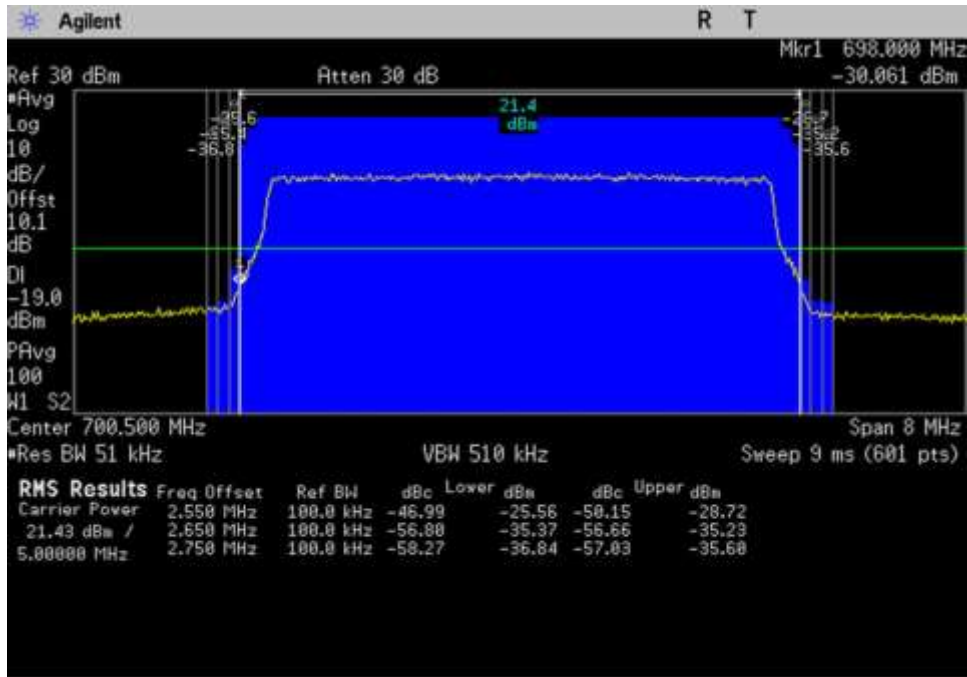 Agilent R T
Mkr1 698.000 MHz
Ref 30 dBm Atten 30 dB -30.061 dBm
#Avg
Log
10
dB/
Offst
10.1
dB
DI
-19.0
dBm
PAvg
100
W1 S2
21.4
dBm
-36.8
-35.6
1
Center 700.500 MHz Span 8 MHz
#Res BW 51 kHz VBW 510 kHz Sweep 9 ms (601 pts)
RMS Results Freq Offset Ref BW dBc Lower dBm dBc Upper dBm
Carrier Power 2.550 MHz 100.0 kHz -46.99 -25.56 -50.15 -28.72
21.43 dBm / 2.650 MHz 100.0 kHz -56.80 -35.37 -56.66 -35.23
5.00000 MHz 2.750 MHz 100.0 kHz -58.27 -36.84 -57.03 -35.60